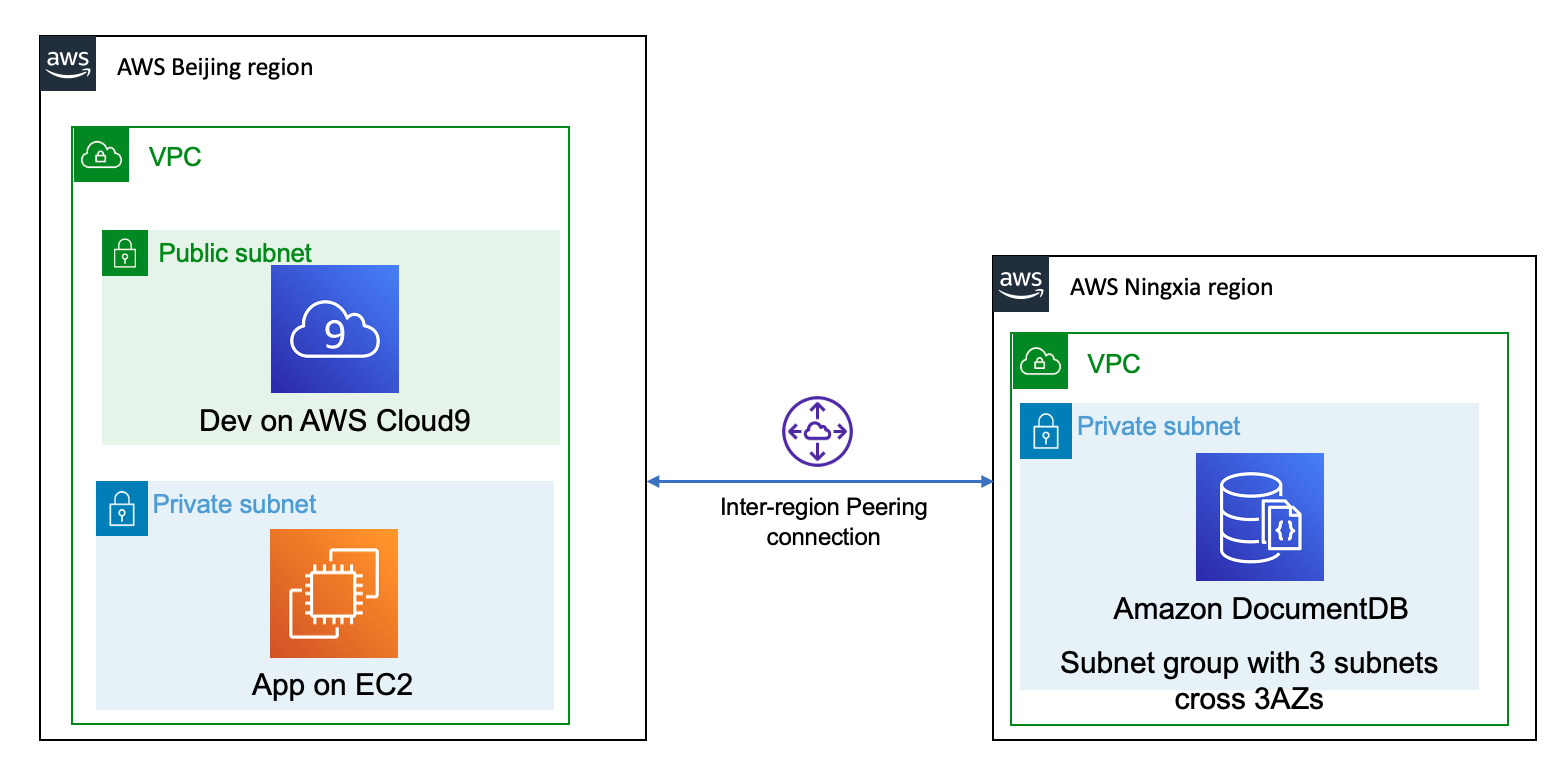 aws
AWS Beijing region
VPC
Public subnet
9
Dev on AWS Cloud9
Private subnet
App on EC2
Inter-region Peering
connection
aws
AWS Ningxia region
VPC
Private subnet
{}
Amazon DocumentDB
Subnet group with 3 subnets
cross 3AZs